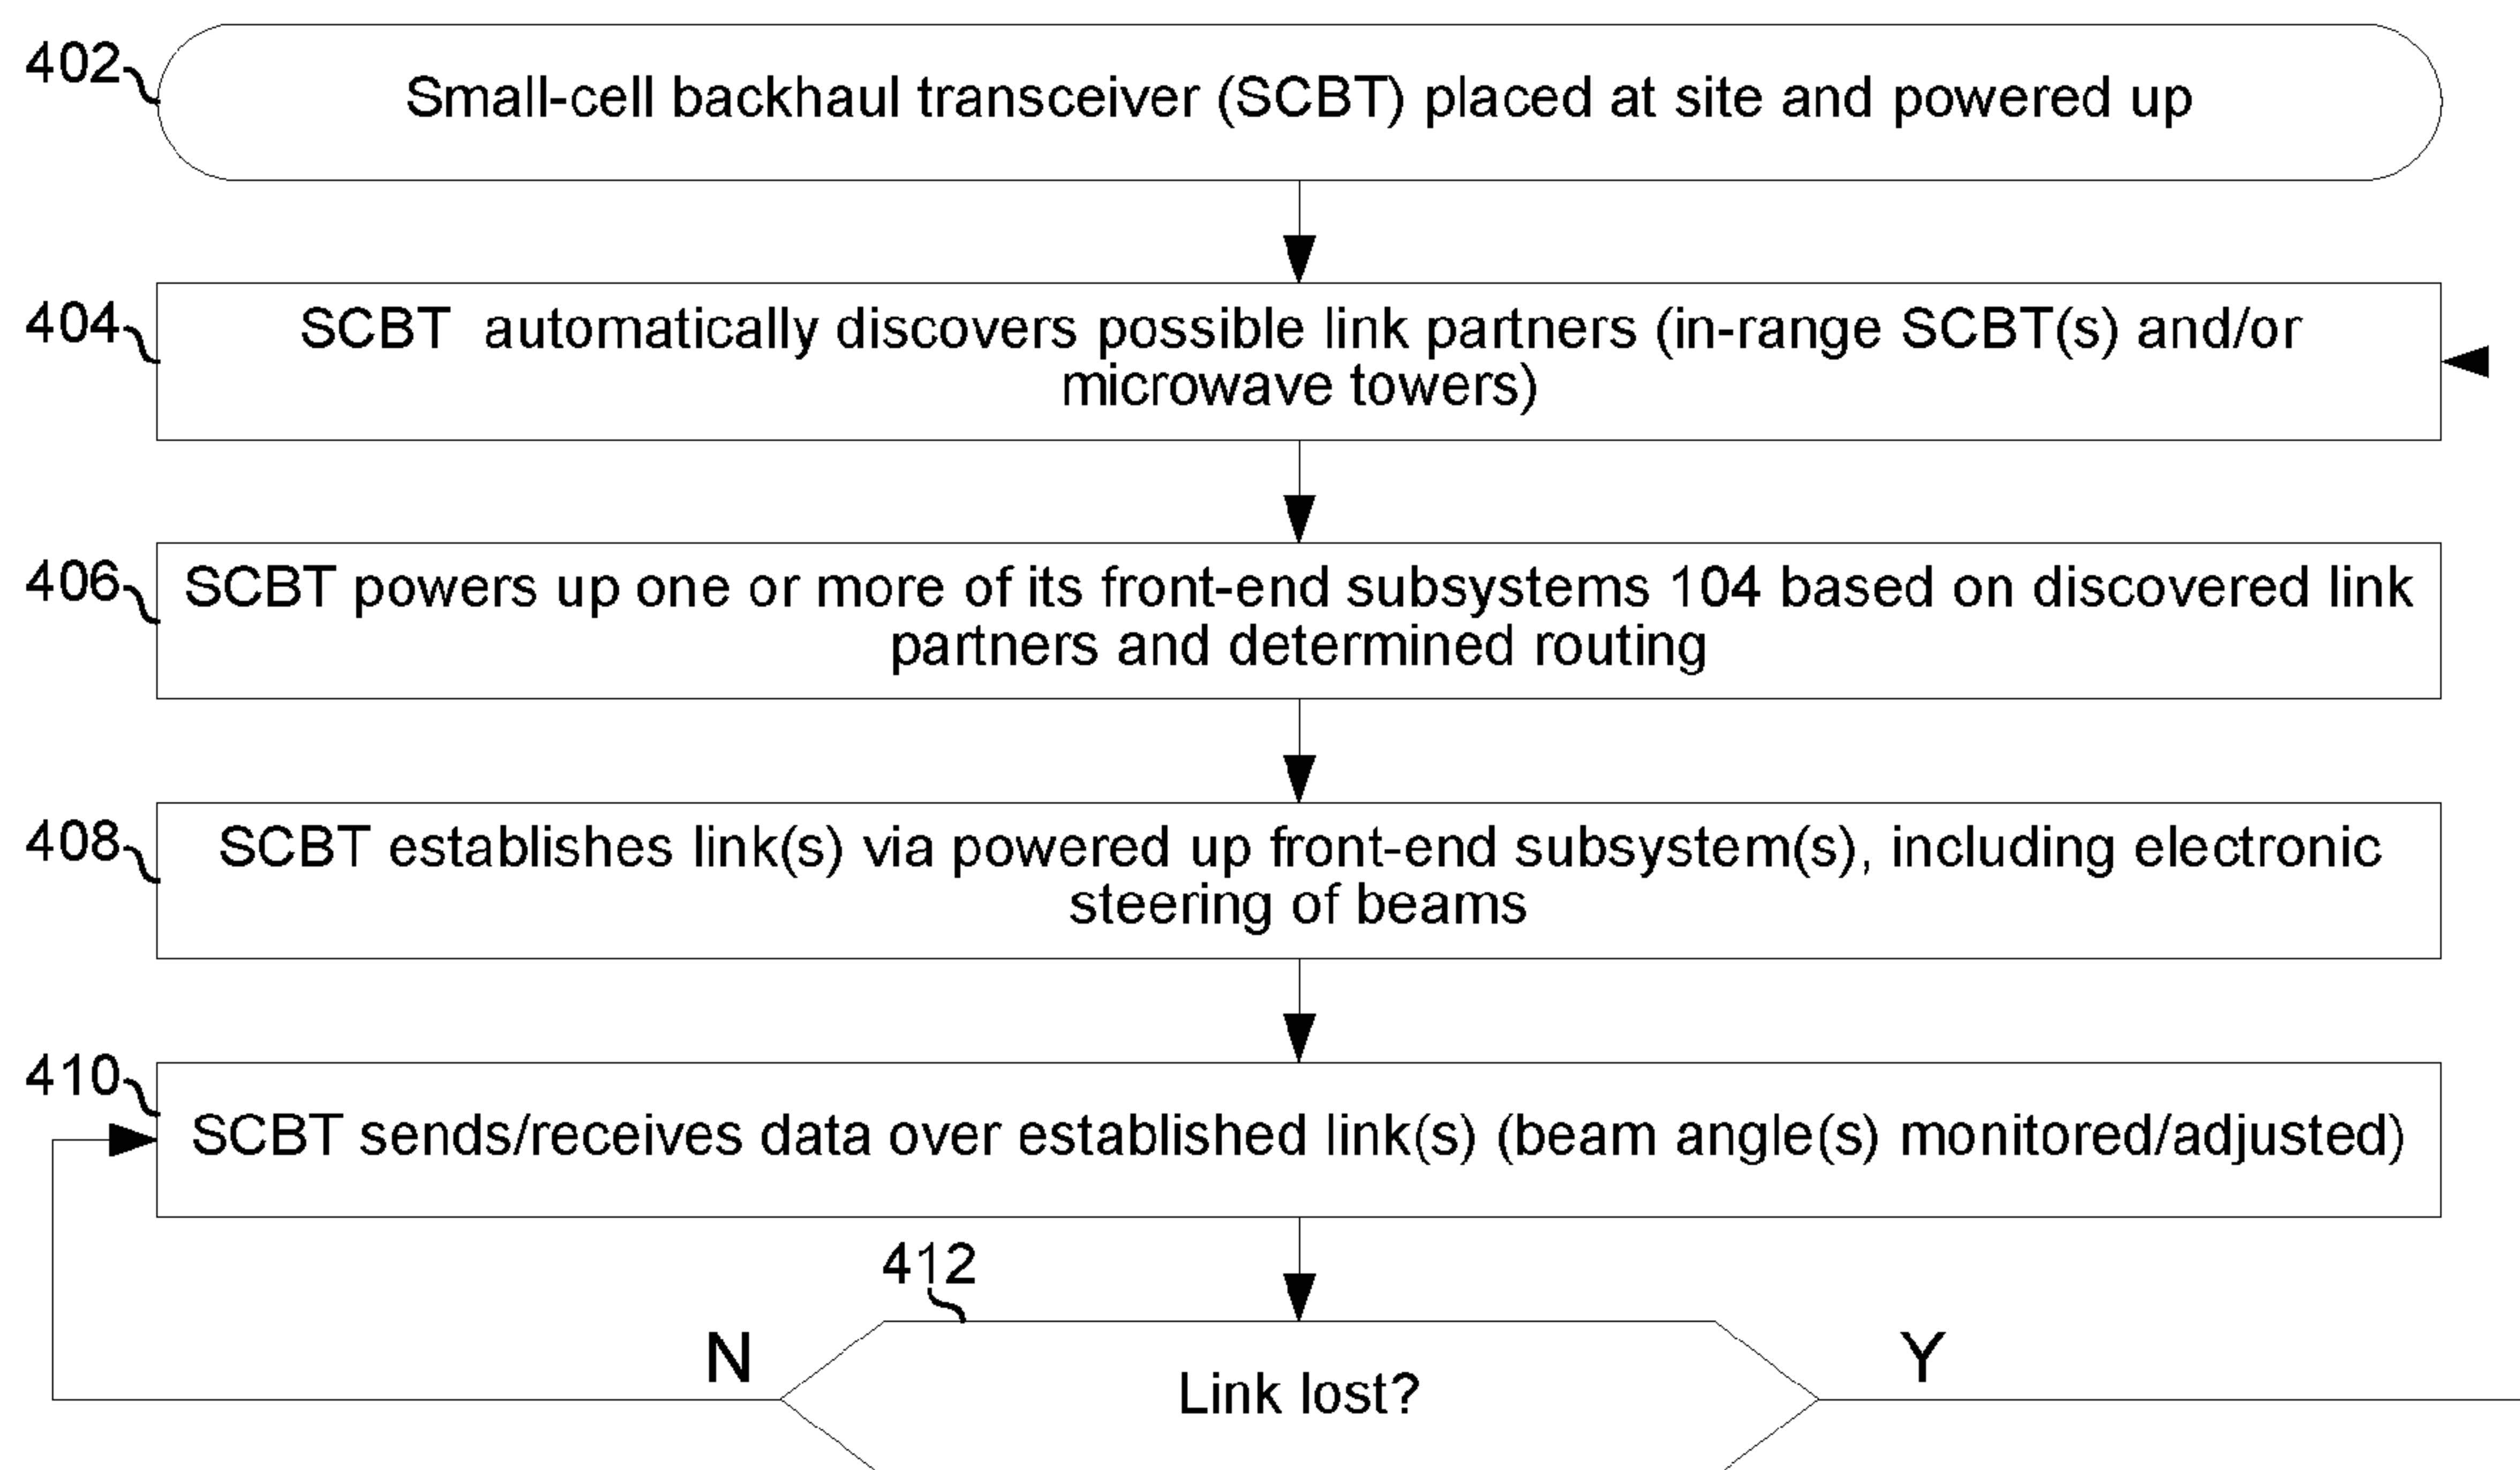 402
Small-cell backhaul transceiver (SCBT) placed at site and powered up
404
SCBT automatically discovers possible link partners (in-range SCBT(s) and/or
microwave towers)
406
SCBT powers up one or more of its front-end subsystems 104 based on discovered link
partners and determined routing
408
SCBT establishes link(s) via powered up front-end subsystem(s), including electronic
steering of beams
410
SCBT sends/receives data over established link(s) (beam angle(s) monitored/adjusted)
412
N
Link lost?
Y